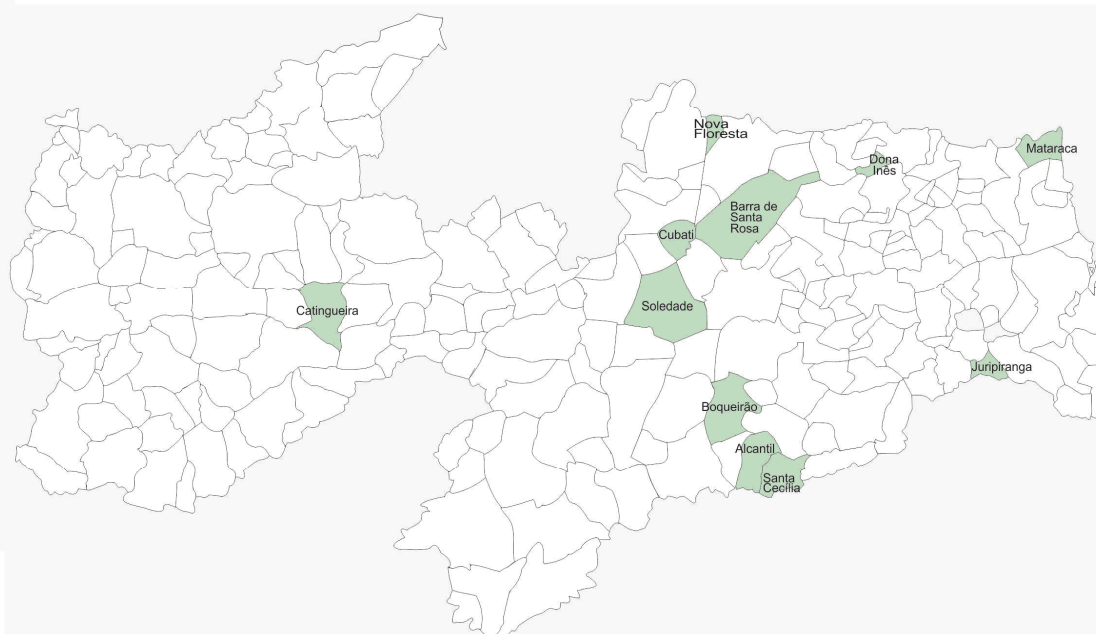 Nova
Floresta
Mataraca
Dona
Inês
Barra de
Santa
Rosa
Cubati
Soledade
Catingueira
Juripiranga
Boqueirão
Alcantil
Santa
Cecília